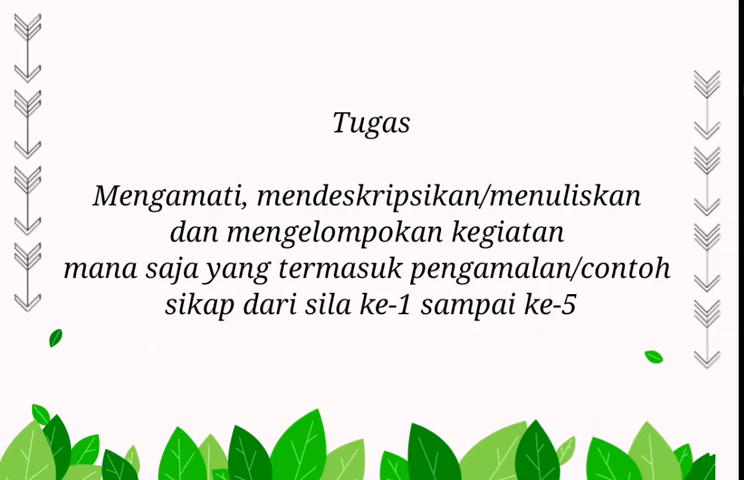 Tugas
Mengamati, mendeskripsikan/menuliskan
dan mengelompokan kegiatan
mana saja yang termasuk pengamalan/contoh
sikap dari sila ke-1 sampai ke-5